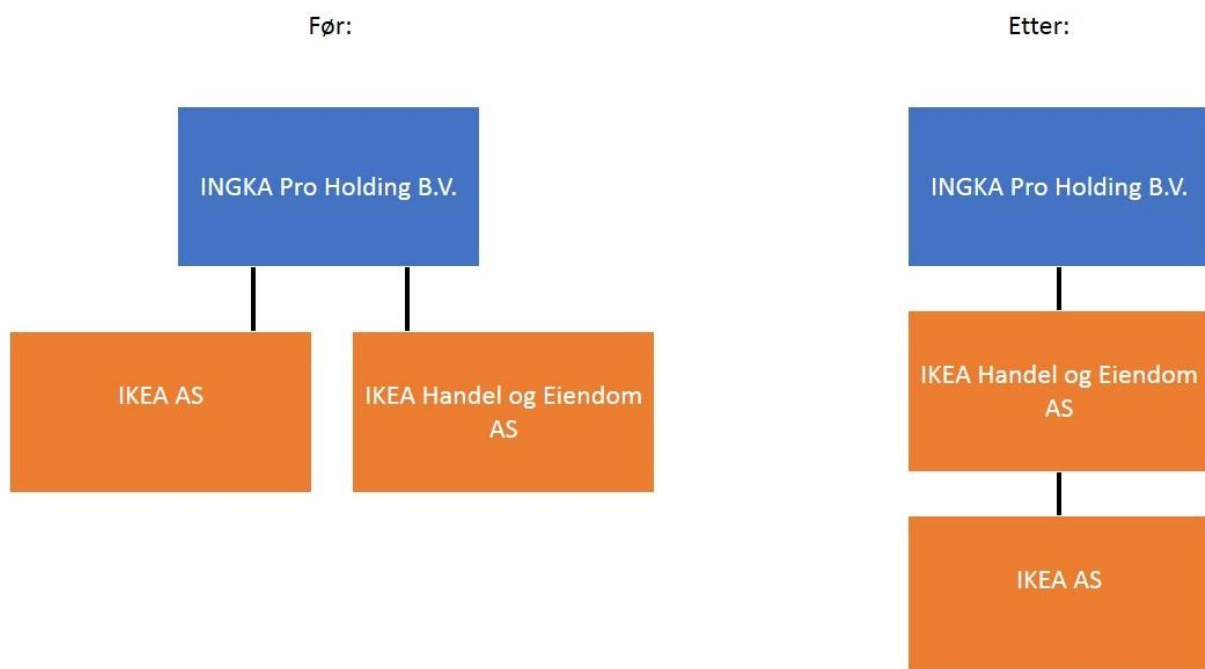 Før:
INGKA Pro Holding B.V.
IKEA AS
IKEA Handel og Eiendom
AS
Etter:
INGKA Pro Holding B.V.
IKEA Handel og Eiendom
AS
IKEA AS